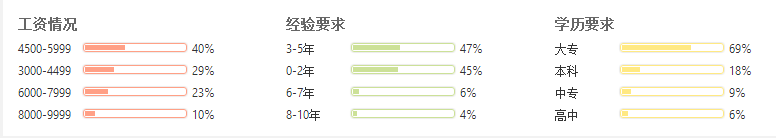 工资情况
4500-5999 40%
3000-4499 29%
6000-7999 23%
8000-9999 10%
经验要求
3-5年 47%
0-2年 45%
6-7年 6%
8-10年 4%
学历要求
大专 69%
本科 18%
中专 9%
高中 6%